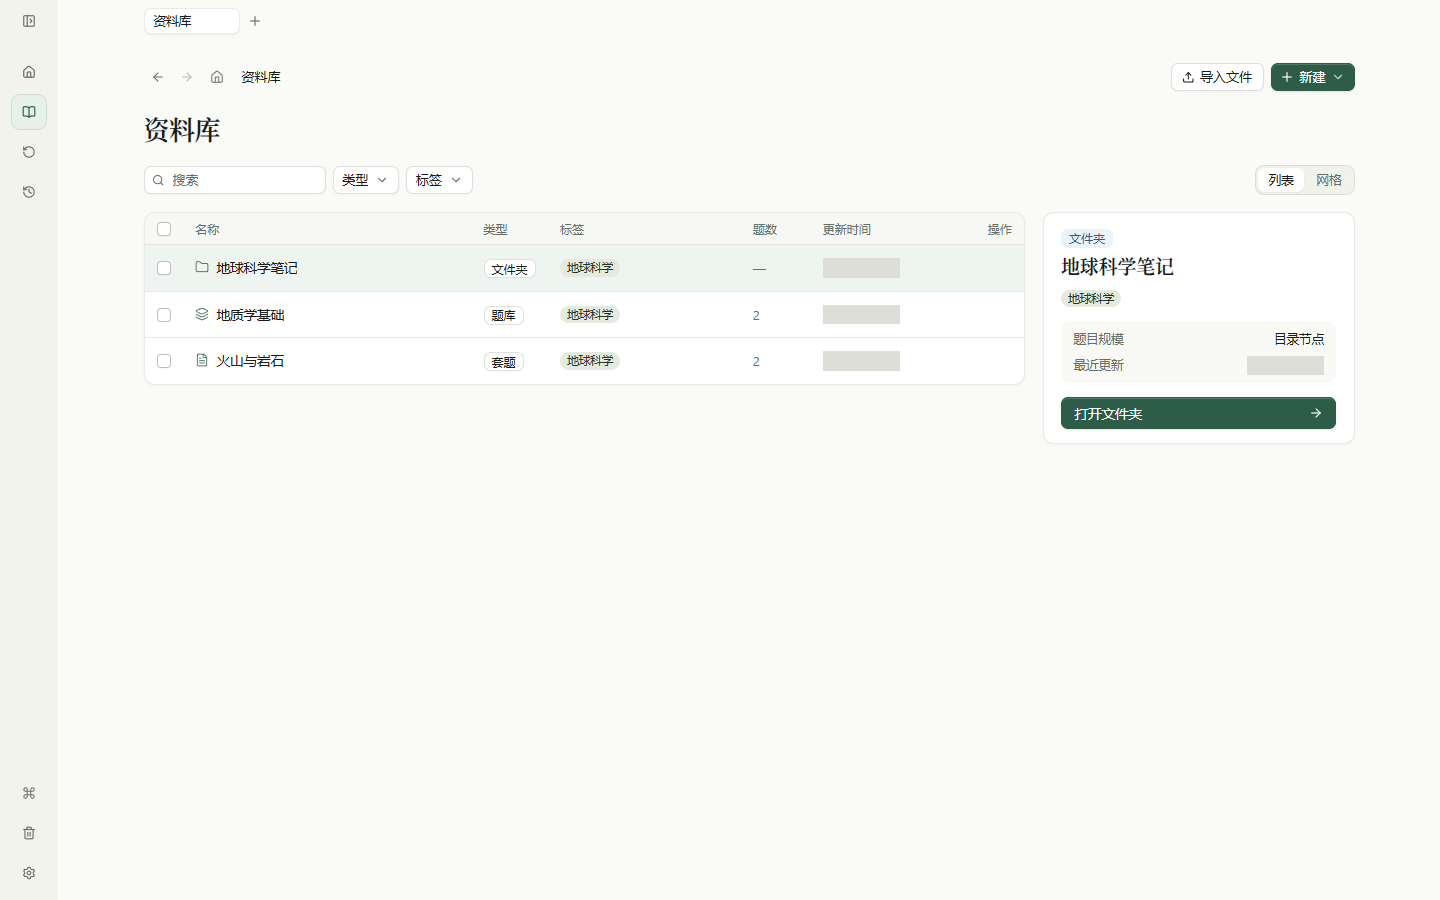 资料库
资料库
导入文件
新建
资料库
搜索
类型
标签
列表
网格
名称 类型 标签 题数 更新时间 操作
地球科学笔记 文件夹 地球科学 —
地质学基础 题库 地球科学 2
火山与岩石 套题 地球科学 2
文件夹
地球科学笔记
地球科学
题目规模 目录节点
最近更新
打开文件夹